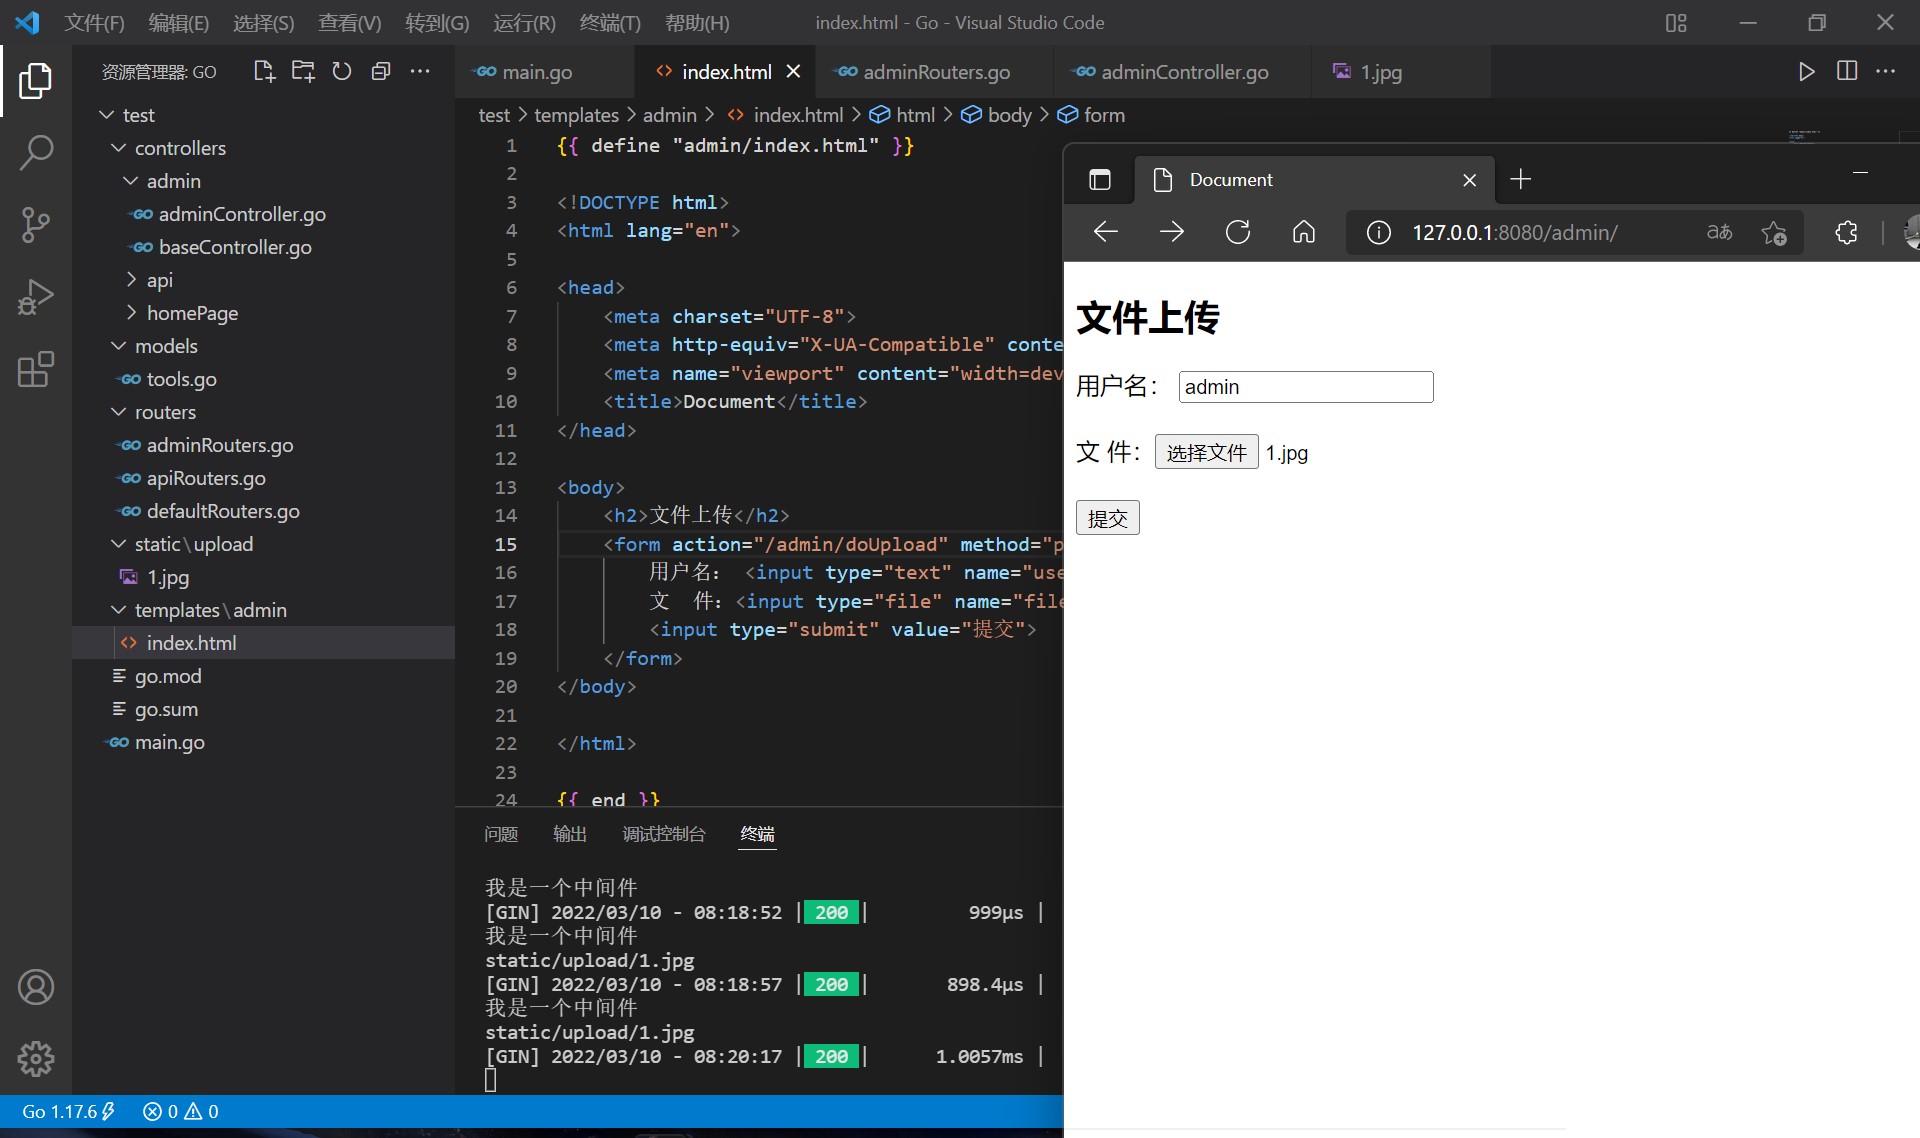 文件(F) 编辑(E) 选择(S) 查看(V) 转到(G) 运行(R) 终端(T) 帮助(H) index.html - Go - Visual Studio Code
资源管理器: GO
test
controllers
admin
adminController.go
baseController.go
api
homePage
models
tools.go
routers
adminRouters.go
apiRouters.go
defaultRouters.go
static\upload
1.jpg
templates\admin
index.html
go.mod
go.sum
main.go
main.go index.html adminRouters.go adminController.go 1.jpg
test > templates > admin > index.html > html > body > form
1 {{ define "admin/index.html" }}
2
3 <!DOCTYPE html>
4 <html lang="en">
5
6 <head>
7 <meta charset="UTF-8">
8 <meta http-equiv="X-UA-Compatible" conte
9 <meta name="viewport" content="width=dev
10 <title>Document</title>
11 </head>
12
13 <body>
14 <h2>文件上传</h2>
15 <form action="/admin/doUpload" method="p
16 用户名： <input type="text" name="use
17 文 件：<input type="file" name="file
18 <input type="submit" value="提交">
19 </form>
20 </body>
21
22 </html>
23
24 {{ end }}
问题 输出 调试控制台 终端
我是一个中间件
[GIN] 2022/03/10 - 08:18:52 | 200 | 999µs |
我是一个中间件
static/upload/1.jpg
[GIN] 2022/03/10 - 08:18:57 | 200 | 898.4µs |
我是一个中间件
static/upload/1.jpg
[GIN] 2022/03/10 - 08:20:17 | 200 | 1.0057ms |
Go 1.17.6 0 0
Document
127.0.0.1:8080/admin/ aあ
文件上传
用户名： admin
文 件： 选择文件 1.jpg
提交